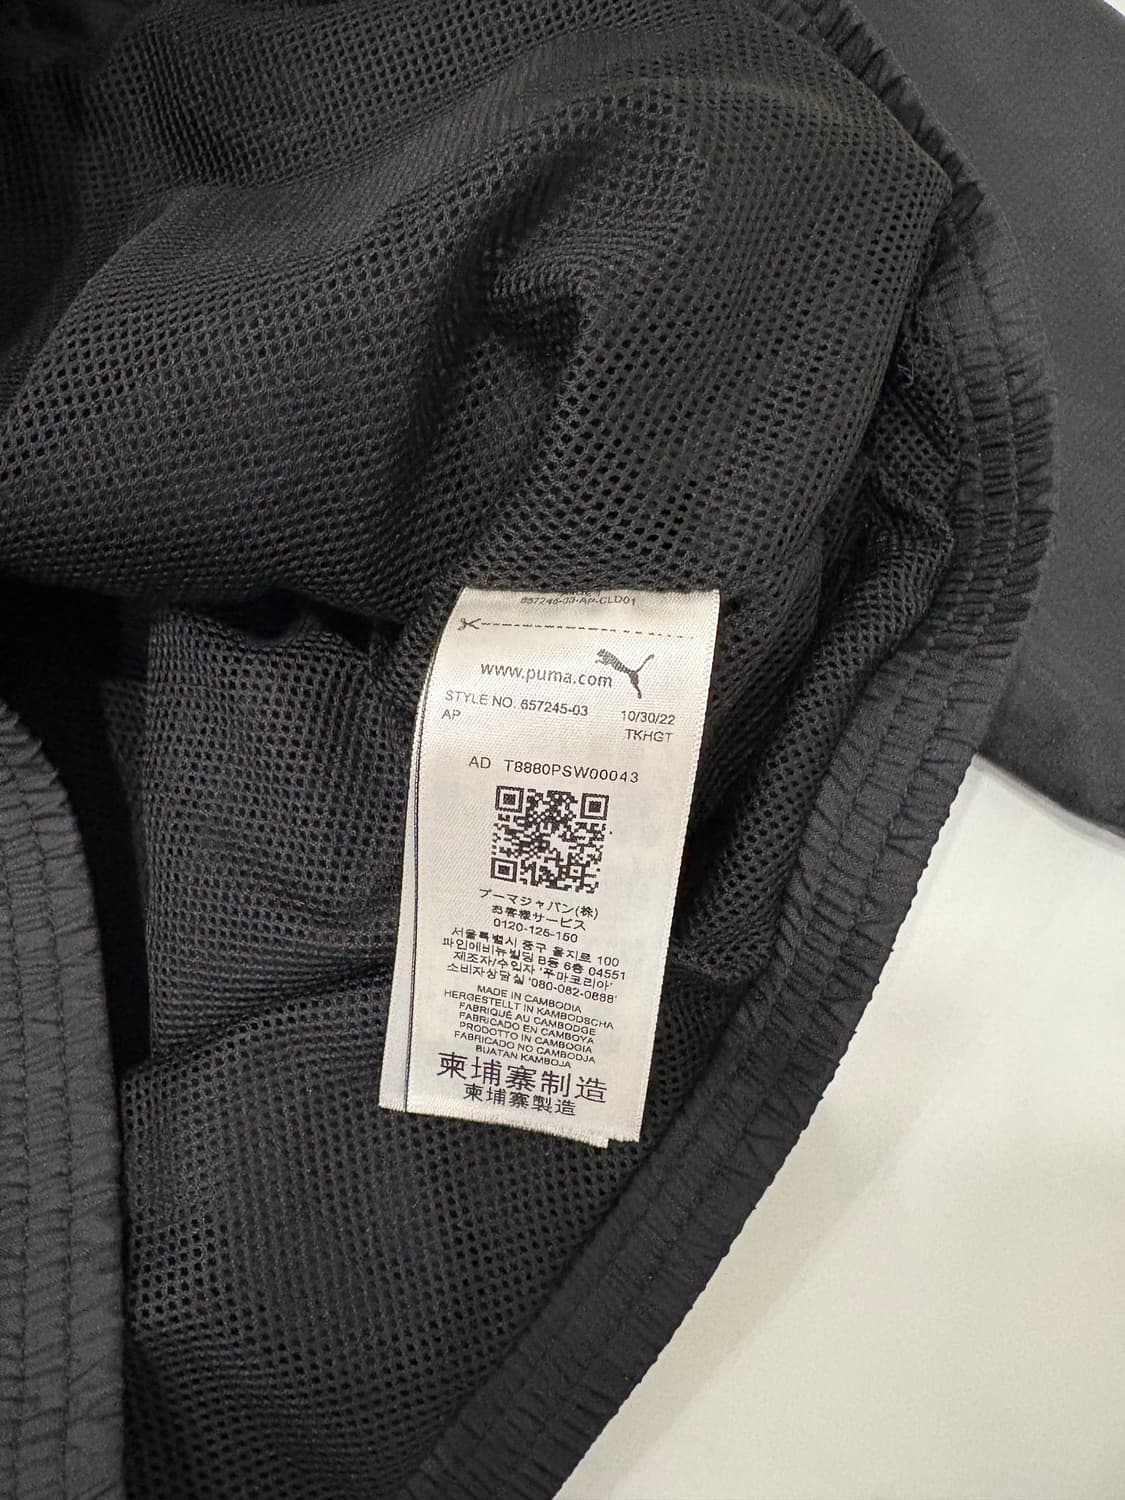 657245-03-AP-CLD01
www.puma.com
STYLE NO. 657245-03 10/30/22
AP TKHGT
AD T8880PSW00043
プーマジャパン(株)
お客様サービス
0120-125-150
서울특별시 중구 을지로 100
파인에비뉴빌딩 B동 6층 04551
제조자/수입자 '푸마코리아'
소비자상담실 '080-082-0888'
MADE IN CAMBODIA
HERGESTELLT IN KAMBODSCHA
FABRIQUÉ AU CAMBODGE
FABRICADO EN CAMBOYA
PRODOTTO IN CAMBOGIA
FABRICADO NO CAMBODJA
BUATAN KAMBOJA
柬埔寨制造
柬埔寨製造